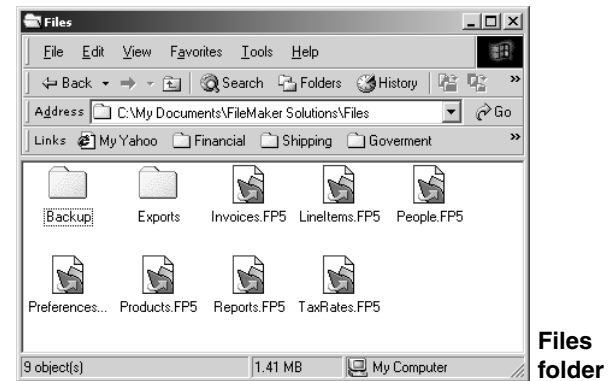 Files
File Edit View Favorites Tools Help
Back Search Folders History »
Address C:\My Documents\FileMaker Solutions\Files Go
Links My Yahoo Financial Shipping Goverment »
Backup Exports Invoices.FP5 LineItems.FP5 People.FP5
Preferences... Products.FP5 Reports.FP5 TaxRates.FP5
9 object(s) 1.41 MB My Computer
Files
folder